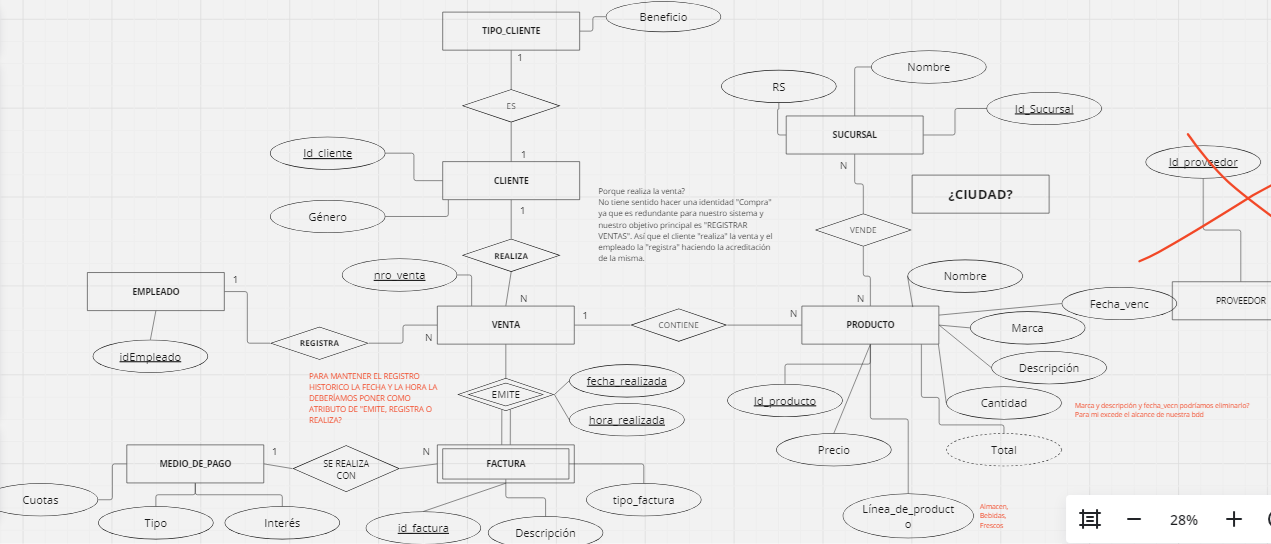 Beneficio
TIPO_CLIENTE
1
ES
1
Nombre
RS
Id_Sucursal
SUCURSAL
N
Id_cliente
CLIENTE
Género
1
Porque realiza la venta?
No tiene sentido hacer una identidad "Compra"
ya que es redundante para nuestro sistema y
nuestro objetivo principal es "REGISTRAR
VENTAS". Así que el cliente "realiza" la venta y el
empleado la "registra" haciendo la acreditación
de la misma.
Id_proveedor
¿CIUDAD?
VENDE
REALIZA
nro_venta
N
EMPLEADO
1
VENTA
N
1
CONTIENE
N
N
PRODUCTO
Nombre
Fecha_venc
Marca
PROVEEDOR
REGISTRA
idEmpleado
Descripción
PARA MANTENER EL REGISTRO
HISTORICO LA FECHA Y LA HORA LA
DEBERÍAMOS PONER COMO
ATRIBUTO DE "EMITE, REGISTRA O
REALIZA?
EMITE
fecha_realizada
hora_realizada
Id_producto
Cantidad
Marca y descripción y fecha_vecn podríamos eliminarlo?
Para mí excede el alcance de nuestra bdd
Precio
Total
MEDIO_DE_PAGO
1
SE REALIZA
CON
N
FACTURA
Cuotas
Tipo
Interés
id_factura
Descripción
tipo_factura
Línea_de_product
o
Almacen,
Bebidas,
Frescos
28%